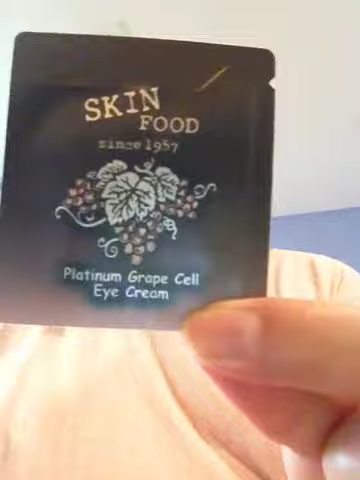 SKIN
FOOD
since 1957
Platinum Grape Cell
Eye Cream